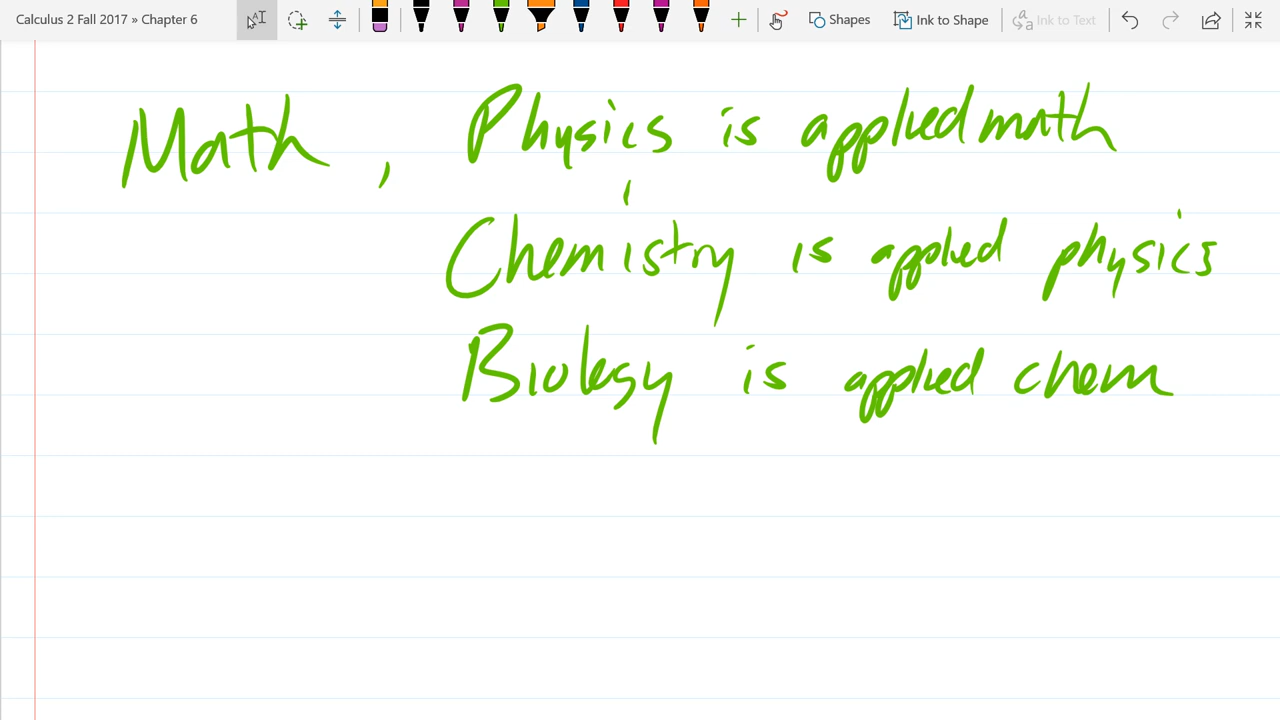 Calculus 2 Fall 2017 » Chapter 6
Shapes
Ink to Shape
Ink to Text
Math , Physics is applied math
Chemistry is applied physics
Biology is applied chem